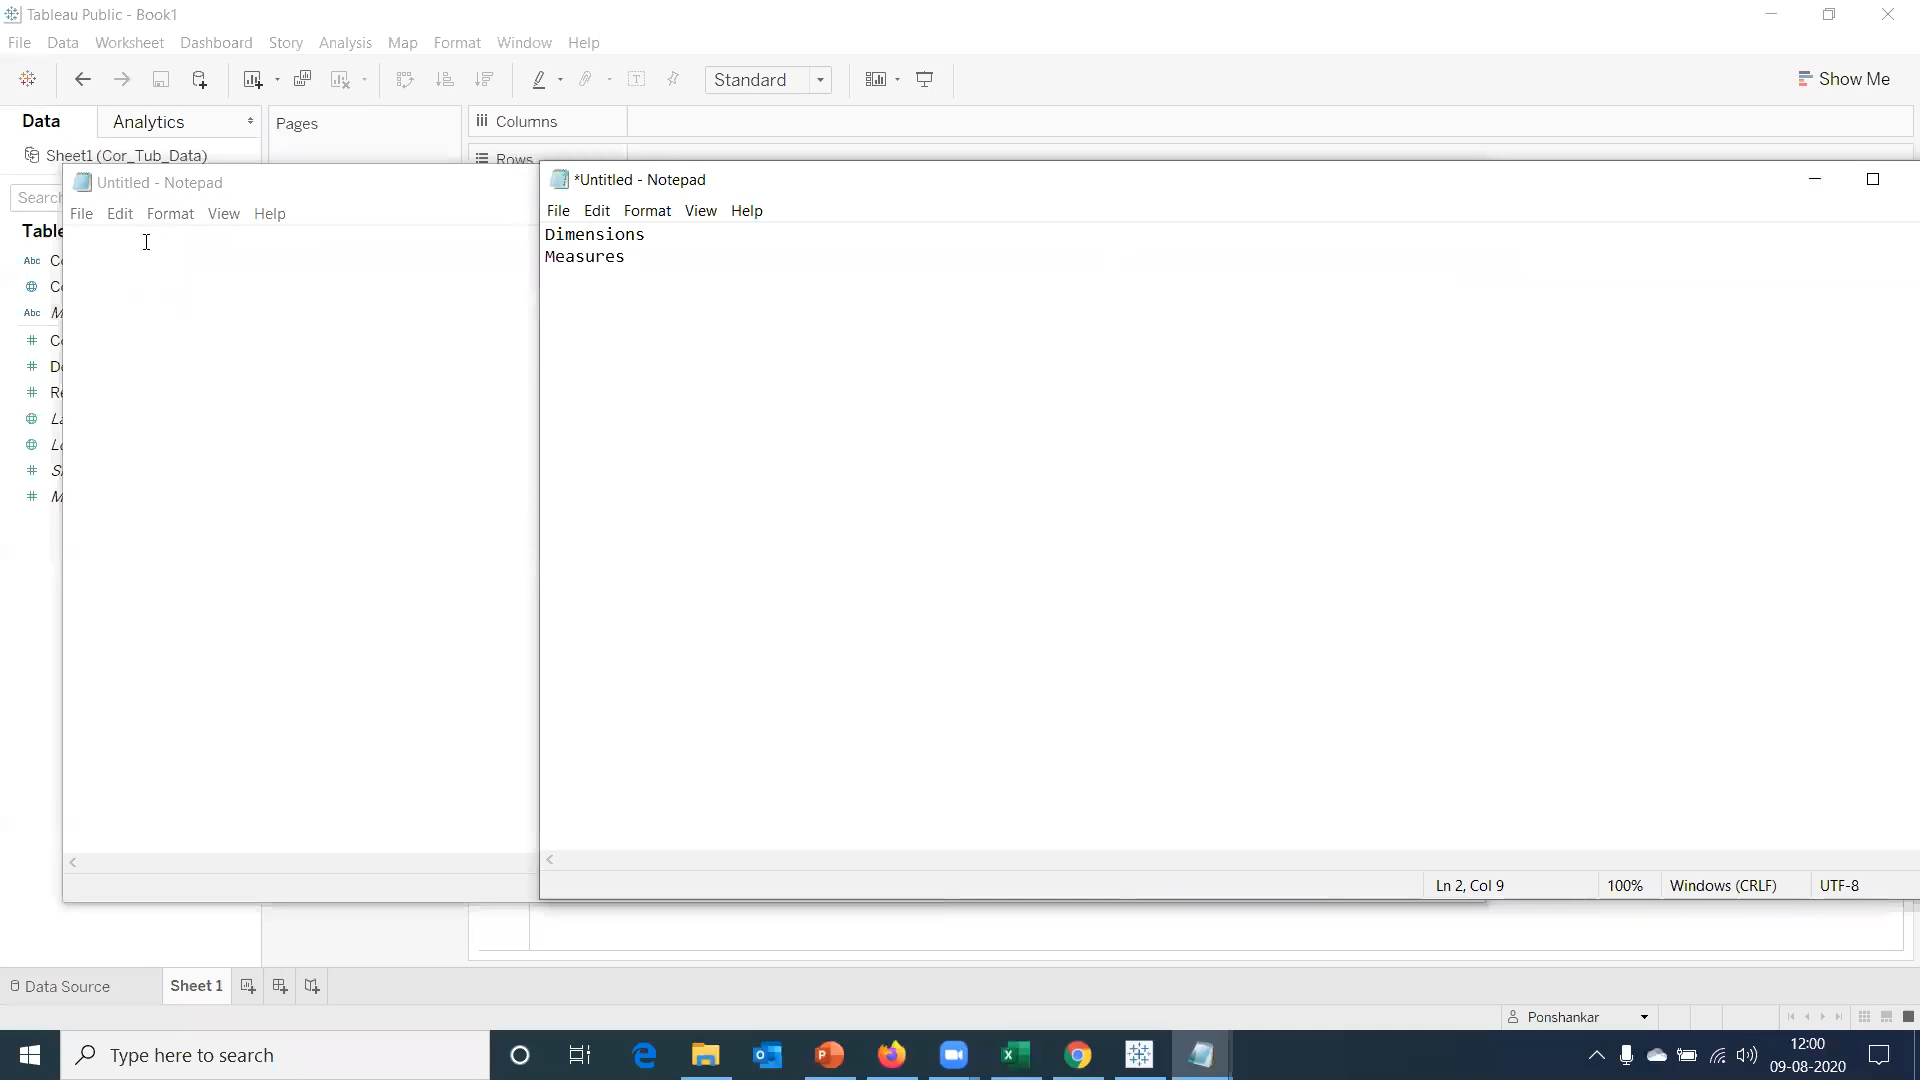 Tableau Public - Book1
File Data Worksheet Dashboard Story Analysis Map Format Window Help
Standard
Show Me
Data Analytics
Pages
Columns
Sheet1 (Cor_Tub_Data)
Rows
Untitled - Notepad
*Untitled - Notepad
Search
File Edit Format View Help
File Edit Format View Help
Dimensions
Measures
Abc
Abc
Ln 2, Col 9
100%
Windows (CRLF)
UTF-8
Data Source
Sheet 1
Ponshankar
Type here to search
12:00
09-08-2020